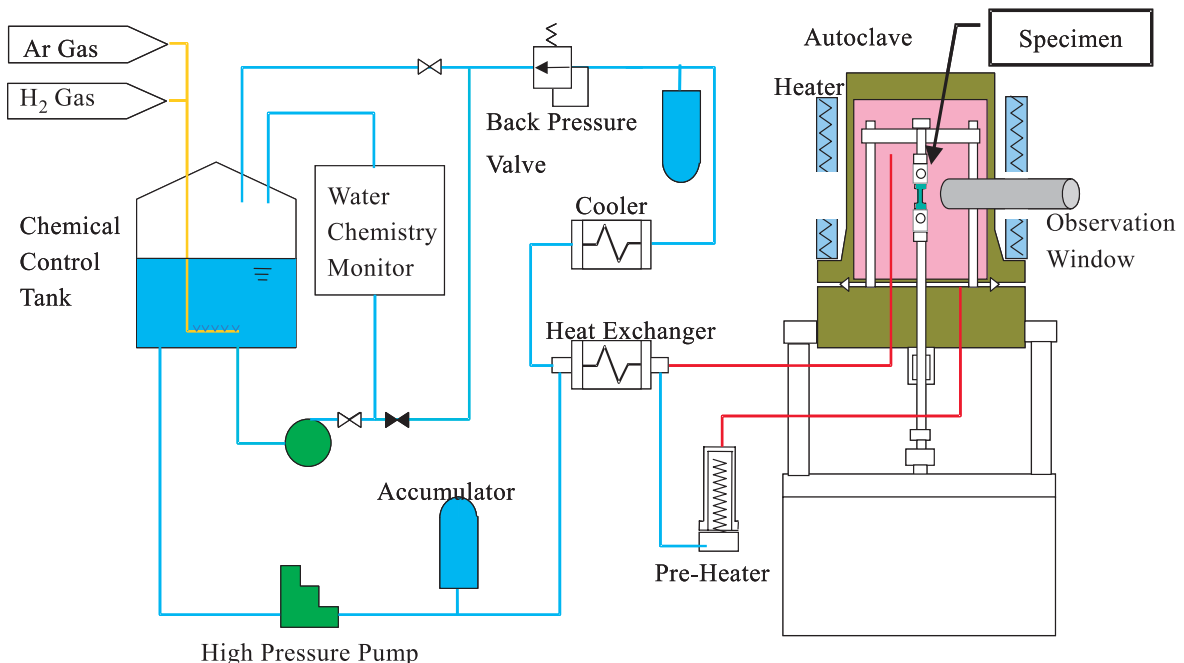 Ar Gas
H2 Gas
Chemical
Control
Tank
Water
Chemistry
Monitor
Back Pressure
Valve
Cooler
Heat Exchanger
Accumulator
High Pressure Pump
Pre-Heater
Autoclave
Heater
Specimen
Observation
Window